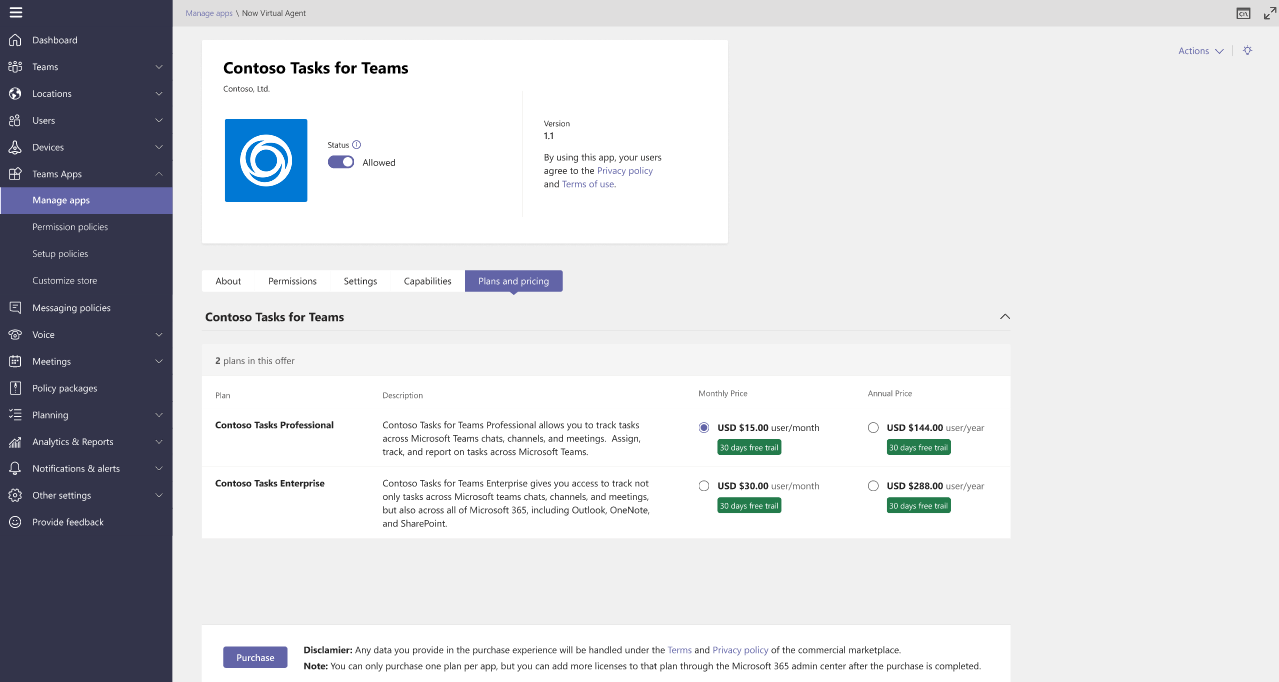 Manage apps \ Now Virtual Agent
Dashboard
Teams
Locations
Users
Devices
Teams Apps
Manage apps
Permission policies
Setup policies
Customize store
Messaging policies
Voice
Meetings
Policy packages
Planning
Analytics & Reports
Notifications & alerts
Other settings
Provide feedback
Actions
Contoso Tasks for Teams
Contoso, Ltd.
Status
Allowed
Version
1.1
By using this app, your users
agree to the Privacy policy
and Terms of use.
About Permissions Settings Capabilities Plans and pricing
Contoso Tasks for Teams
2 plans in this offer
Plan Description Monthly Price Annual Price
Contoso Tasks Professional
Contoso Tasks for Teams Professional allows you to track tasks
across Microsoft Teams chats, channels, and meetings. Assign,
track, and report on tasks across Microsoft Teams.
USD $15.00 user/month
30 days free trail
USD $144.00 user/year
30 days free trail
Contoso Tasks Enterprise
Contoso Tasks for Teams Enterprise gives you access to track not
only tasks across Microsoft teams chats, channels, and meetings,
but also across all of Microsoft 365, including Outlook, OneNote,
and SharePoint.
USD $30.00 user/month
30 days free trail
USD $288.00 user/year
30 days free trail
Purchase
Disclamier: Any data you provide in the purchase experience will be handled under the Terms and Privacy policy of the commercial marketplace.
Note: You can only purchase one plan per app, but you can add more licenses to that plan through the Microsoft 365 admin center after the purchase is completed.